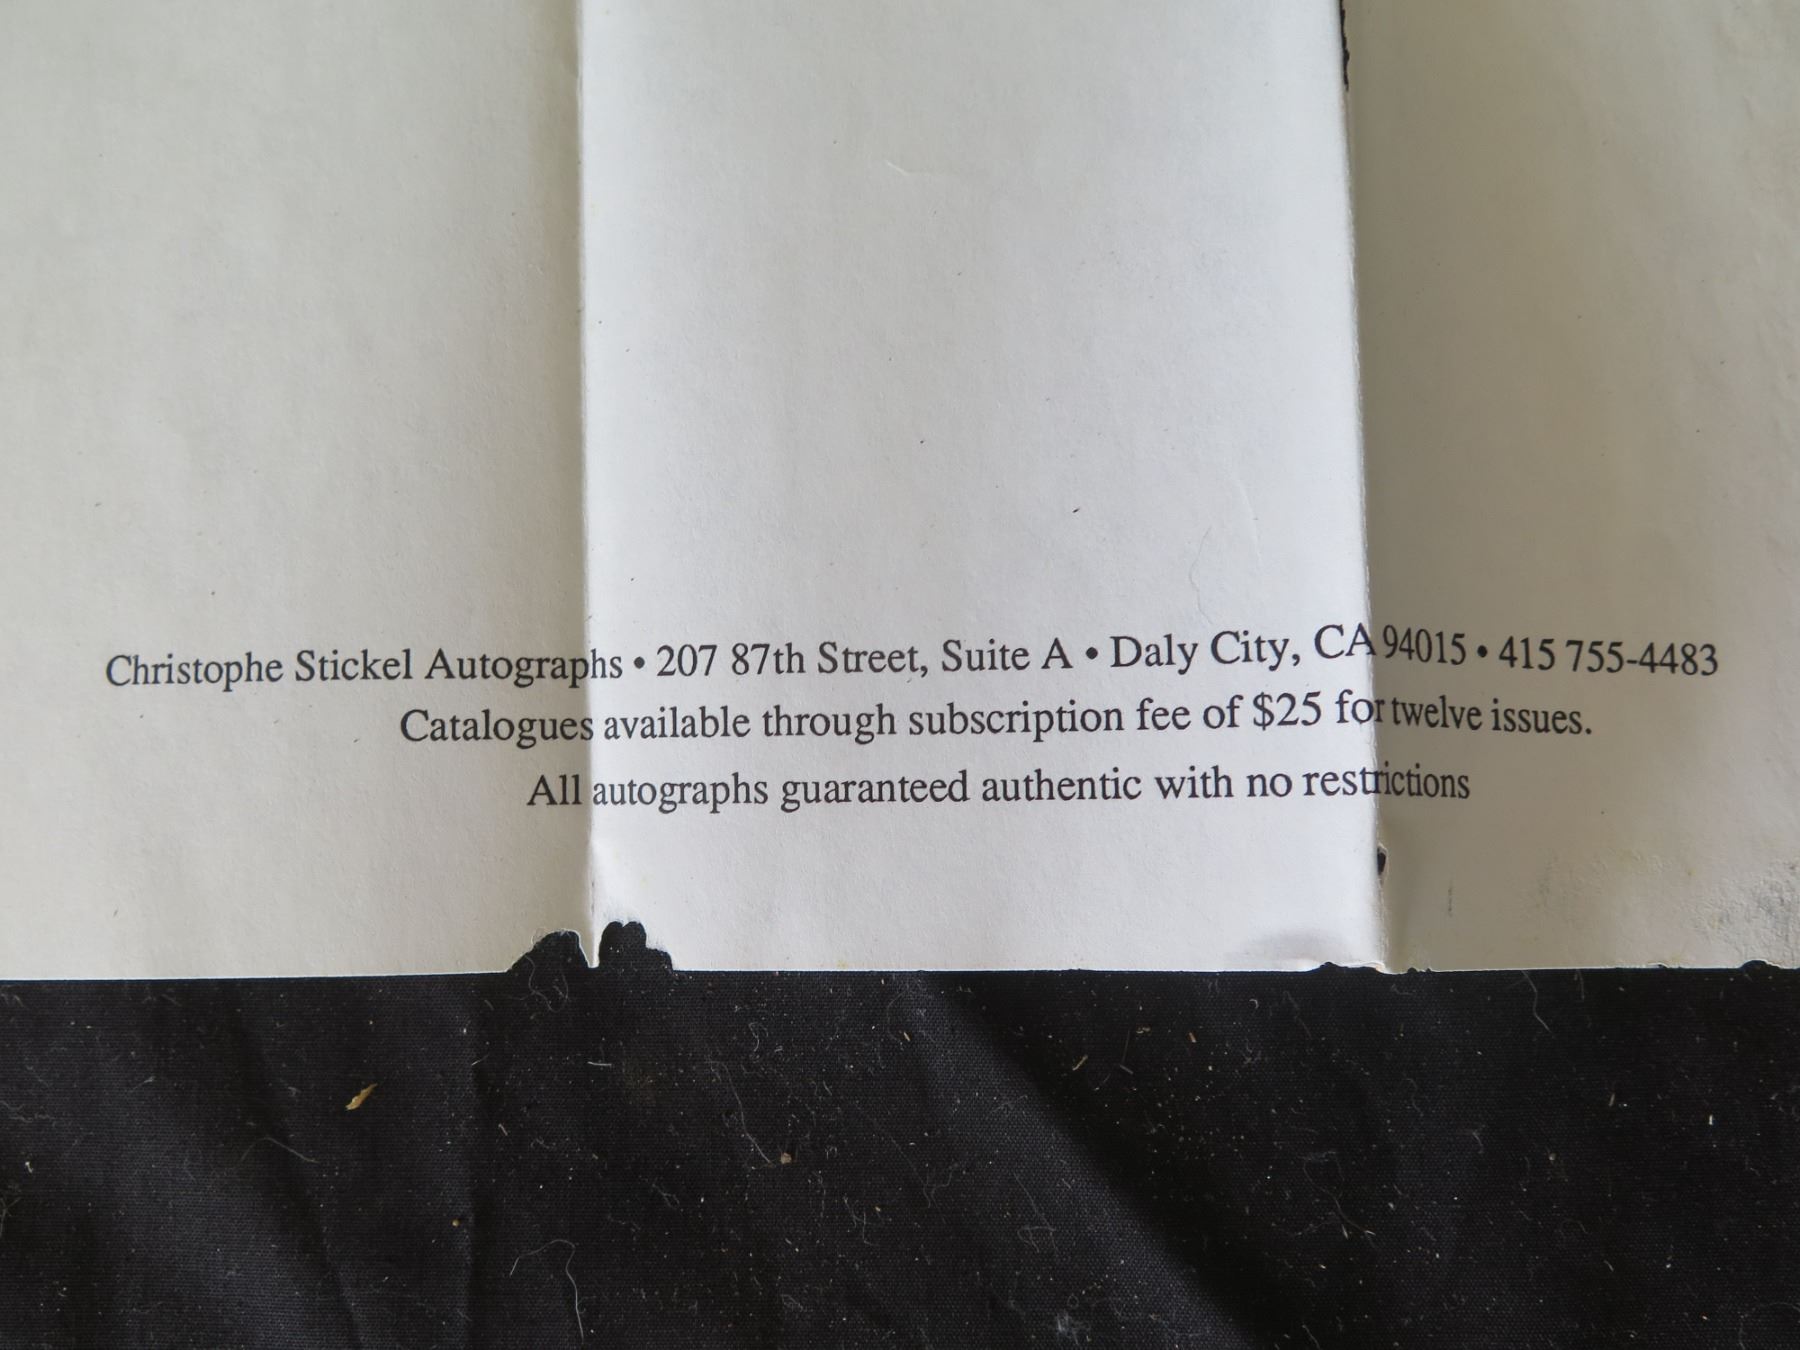 Christophe Stickel Autographs • 207 87th Street, Suite A • Daly City, CA 94015 • 415 755-4483
Catalogues available through subscription fee of $25 for twelve issues.
All autographs guaranteed authentic with no restrictions